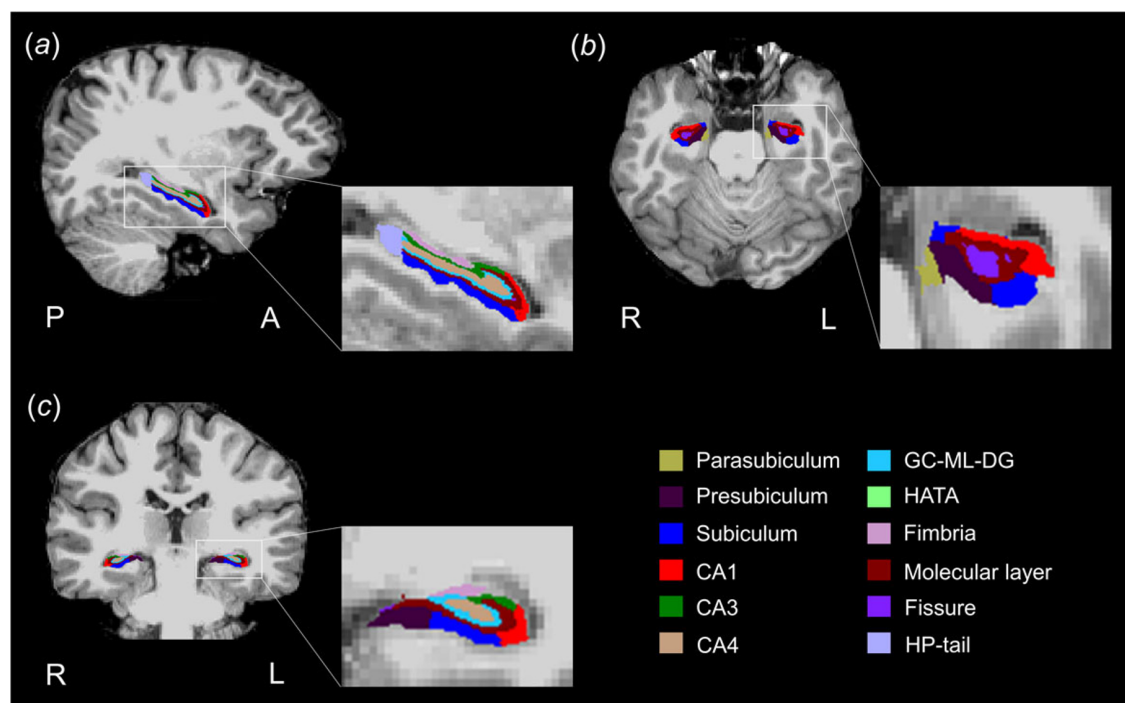 (a)
(b)
P A
R L
(c)
R L
Parasubiculum
Presubiculum
Subiculum
CA1
CA3
CA4
GC-ML-DG
HATA
Fimbria
Molecular layer
Fissure
HP-tail